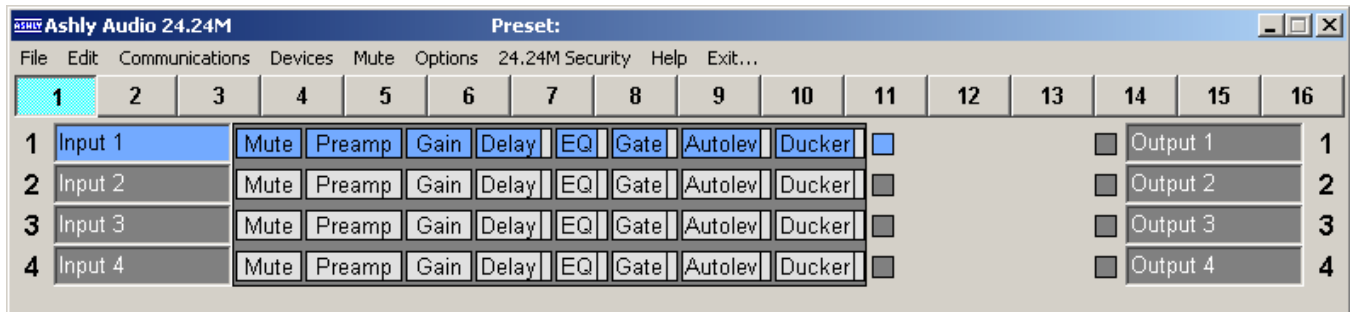 ASHLY Ashly Audio 24.24M Preset:
File Edit Communications Devices Mute Options 24.24M Security Help Exit...
1 2 3 4 5 6 7 8 9 10 11 12 13 14 15 16
1 Input 1 Mute Preamp Gain Delay EQ Gate Autolev Ducker Output 1 1
2 Input 2 Mute Preamp Gain Delay EQ Gate Autolev Ducker Output 2 2
3 Input 3 Mute Preamp Gain Delay EQ Gate Autolev Ducker Output 3 3
4 Input 4 Mute Preamp Gain Delay EQ Gate Autolev Ducker Output 4 4